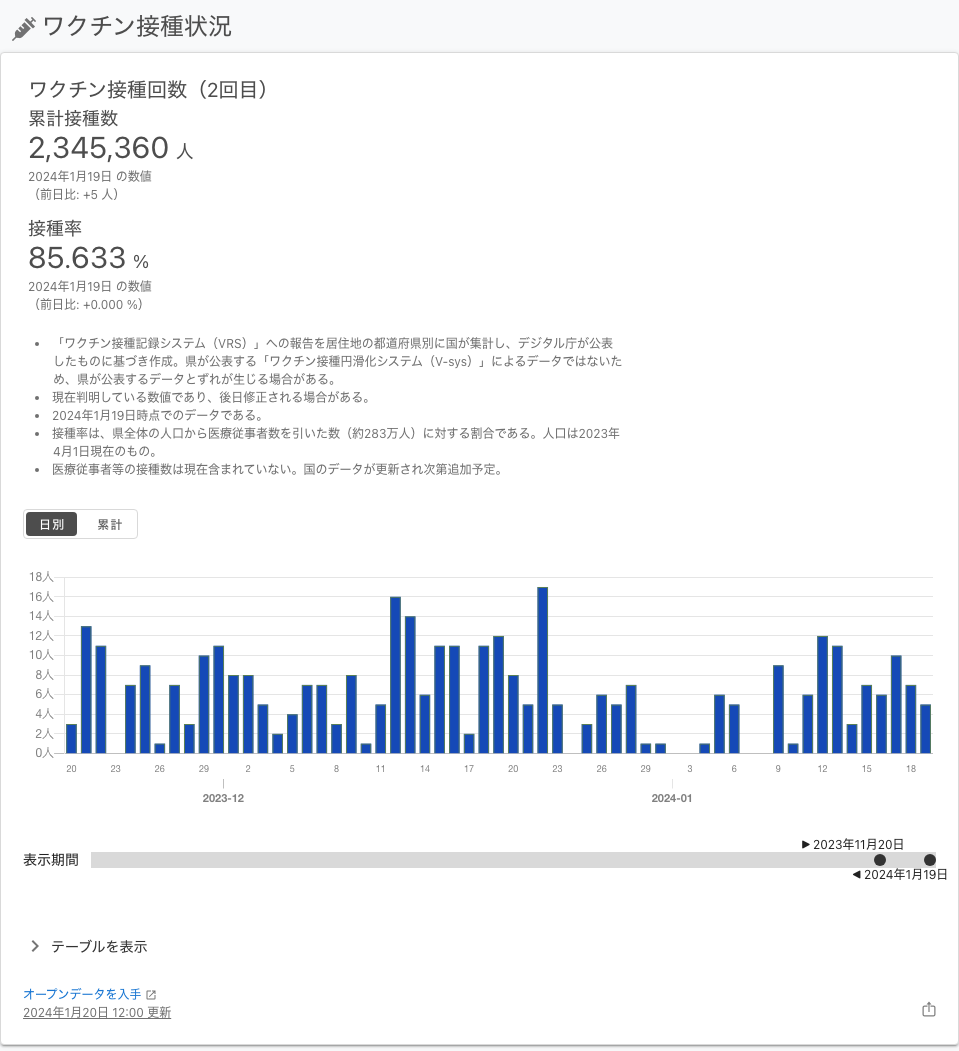 ワクチン接種状況
ワクチン接種回数（2回目）
累計接種数
2,345,360 人
2024年1月19日 の数値
（前日比: +5 人）
接種率
85.633 %
2024年1月19日 の数値
（前日比: +0.000 %）
• 「ワクチン接種記録システム（VRS）」への報告を居住地の都道府県別に国が集計し、デジタル庁が公表
したものに基づき作成。県が公表する「ワクチン接種円滑化システム（V-sys）」によるデータではないた
め、県が公表するデータとずれが生じる場合がある。
• 現在判明している数値であり、後日修正される場合がある。
• 2024年1月19日時点でのデータである。
• 接種率は、県全体の人口から医療従事者数を引いた数（約283万人）に対する割合である。人口は2023年
4月1日現在のもの。
• 医療従事者等の接種数は現在含まれていない。国のデータが更新され次第追加予定。
日別 累計
18人
16人
14人
12人
10人
8人
6人
4人
2人
0人
20 23 26 29 2 5 8 11 14 17 20 23 26 29 3 6 9 12 15 18
2023-12 2024-01
▶ 2023年11月20日
表示期間
◀ 2024年1月19日
テーブルを表示
オープンデータを入手
2024年1月20日 12:00 更新